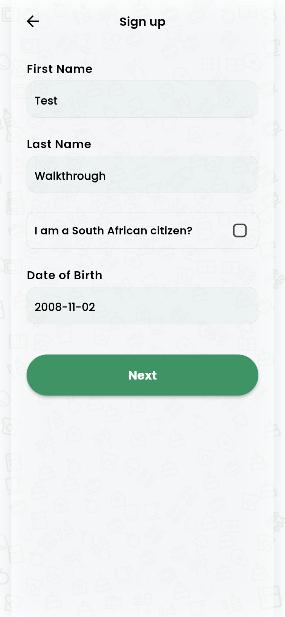 Sign up
First Name
Test
Last Name
Walkthrough
I am a South African citizen?
Date of Birth
2008-11-02
Next